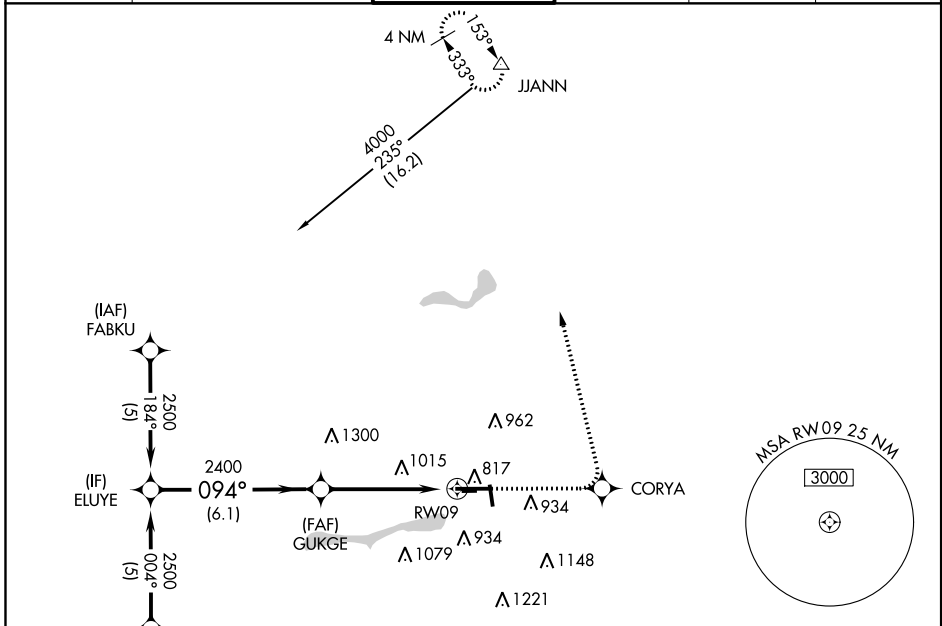 4 NM
153°
333°
JJANN
4000
235°
(16.2)
(IAF)
FABKU
2500
184°
(5)
962
1300
MSA RW09 25 NM
3000
2400
094°
(6.1)
1015
817
(IF)
ELUYE
CORYA
RW09
934
(FAF)
GUKGE
934
1079
1148
2500
004°
(5)
1221